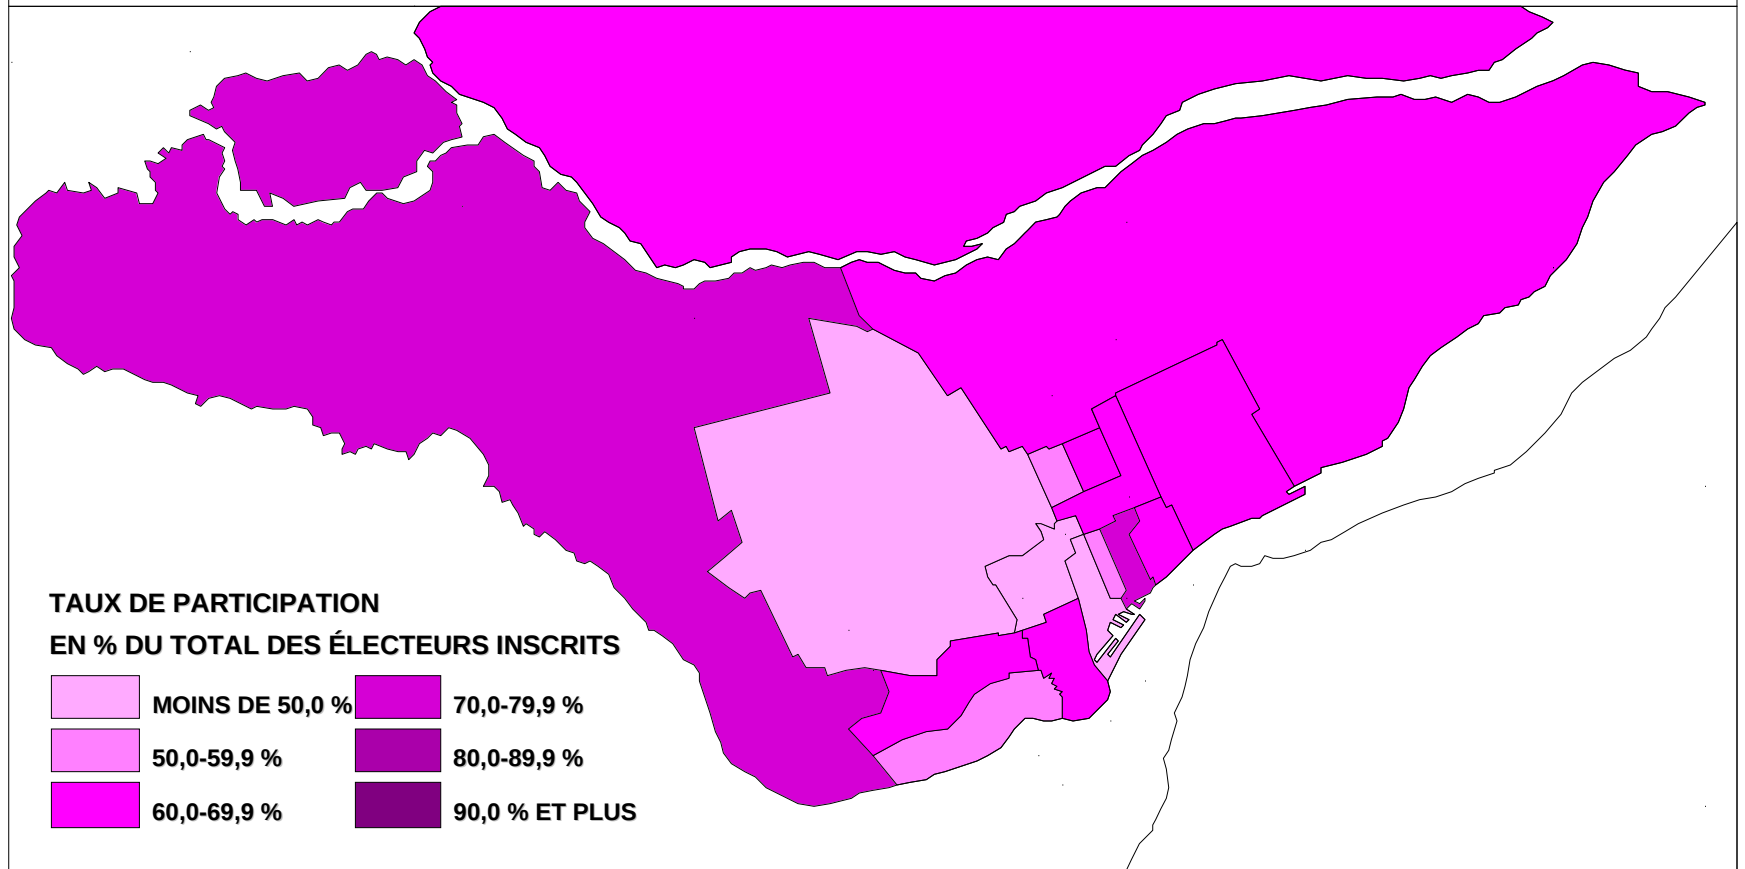 TAUX DE PARTICIPATION
EN % DU TOTAL DES ÉLECTEURS INSCRITS
MOINS DE 50,0 %
50,0-59,9 %
60,0-69,9 %
70,0-79,9 %
80,0-89,9 %
90,0 % ET PLUS